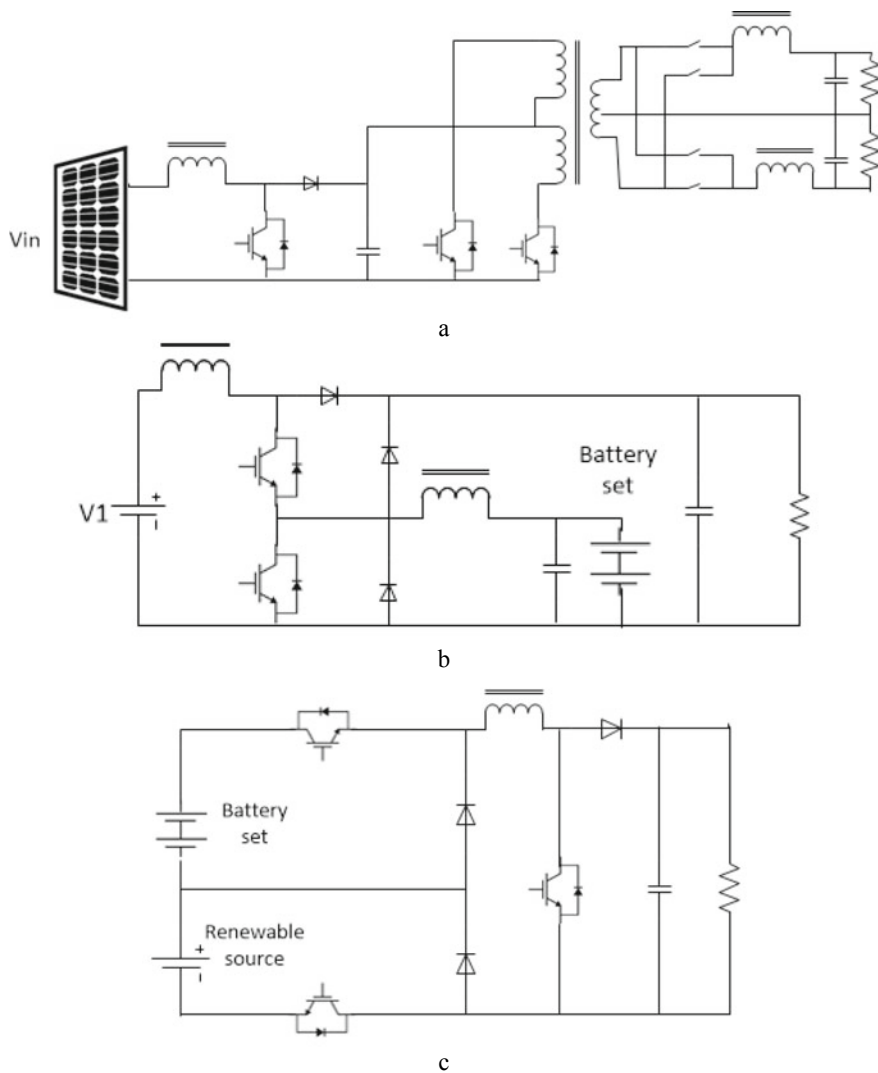 Vin
a
V1
+
Battery
set
b
Battery
set
Renewable
source
+
c